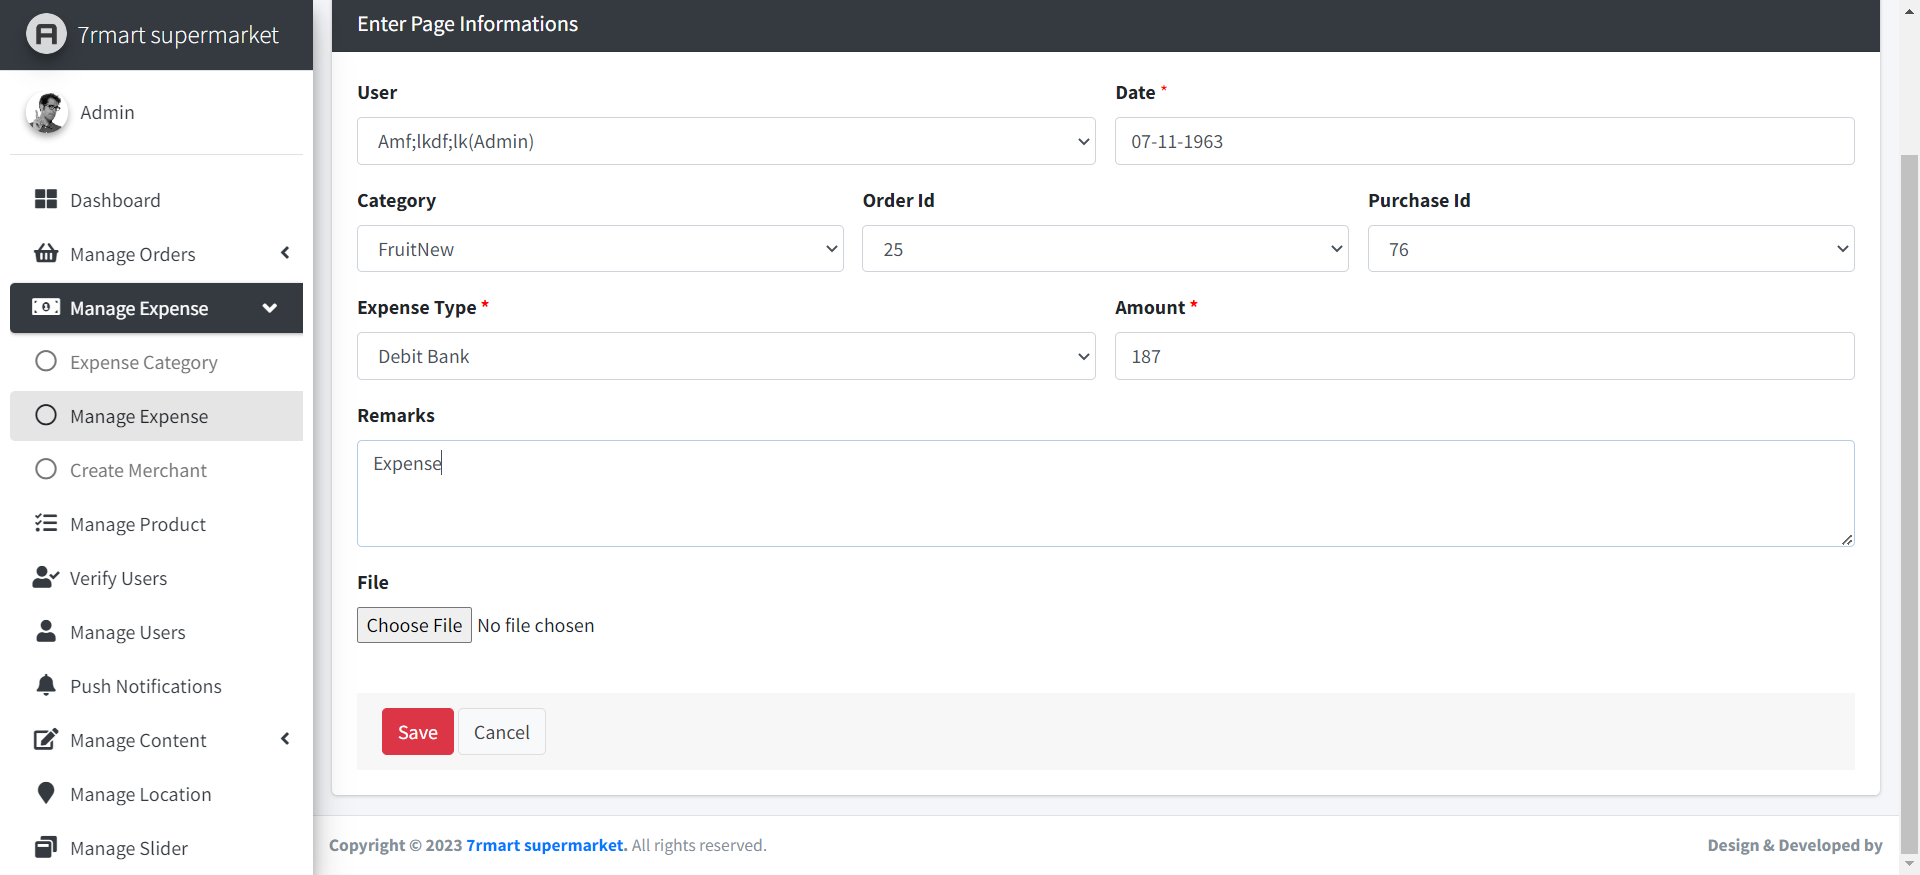 7rmart supermarket
Admin
Dashboard
Manage Orders
Manage Expense
Expense Category
Manage Expense
Create Merchant
Manage Product
Verify Users
Manage Users
Push Notifications
Manage Content
Manage Location
Manage Slider
Enter Page Informations
User
Date *
Amf;lkdf;lk(Admin)
07-11-1963
Category
Order Id
Purchase Id
FruitNew
25
76
Expense Type *
Amount *
Debit Bank
187
Remarks
Expense
File
Choose File No file chosen
Save
Cancel
Copyright © 2023 7rmart supermarket. All rights reserved.
Design & Developed by